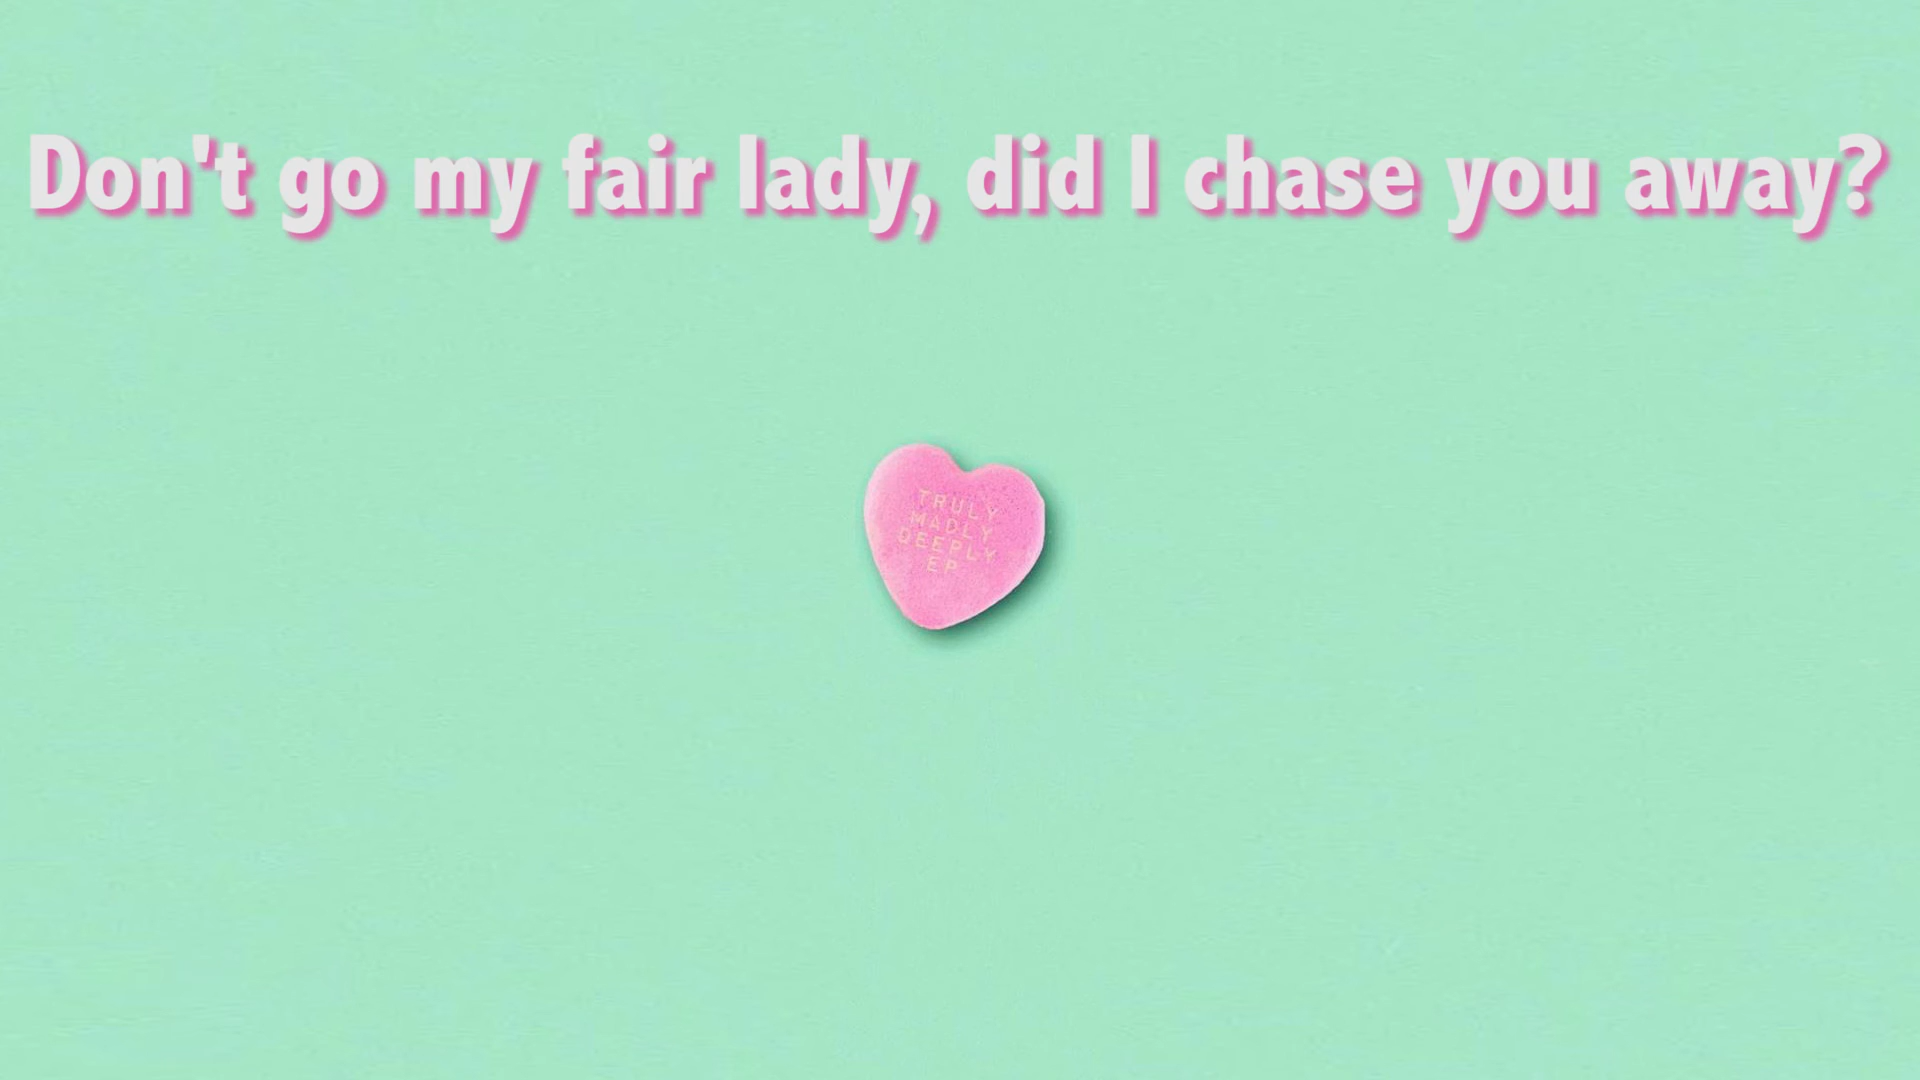 Don't go my fair lady, did I chase you away?
TRULY
MADLY
DEEPLY
EP